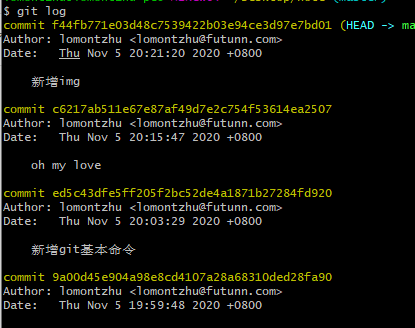 $ git log
commit f44fb771e03d48c7539422b03e94ce3d97e7bd01 (HEAD -> ma
Author: lomontzhu <lomontzhu@futunn.com>
Date:   Thu Nov 5 20:21:20 2020 +0800
新增img
commit c6217ab511e67e87af49d7e2c754f53614ea2507
Author: lomontzhu <lomontzhu@futunn.com>
Date:   Thu Nov 5 20:15:47 2020 +0800
oh my love
commit ed5c43dfe5ff205f2bc52de4a1871b27284fd920
Author: lomontzhu <lomontzhu@futunn.com>
Date:   Thu Nov 5 20:03:29 2020 +0800
新增git基本命令
commit 9a00d45e904a98e8cd4107a28a68310ded28fa90
Author: lomontzhu <lomontzhu@futunn.com>
Date:   Thu Nov 5 19:59:48 2020 +0800